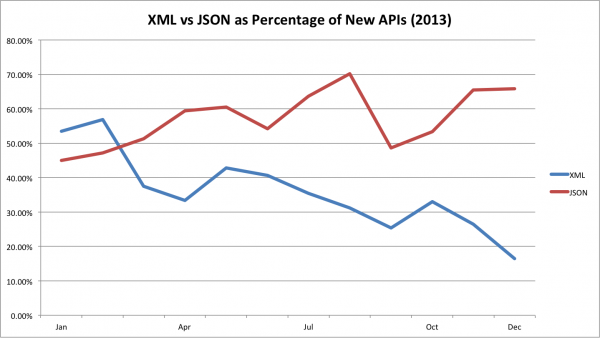 XML vs JSON as Percentage of New APIs (2013)
80.00%
70.00%
60.00%
50.00%
40.00%
30.00%
20.00%
10.00%
0.00%
Jan Apr Jul Oct Dec
XML
JSON